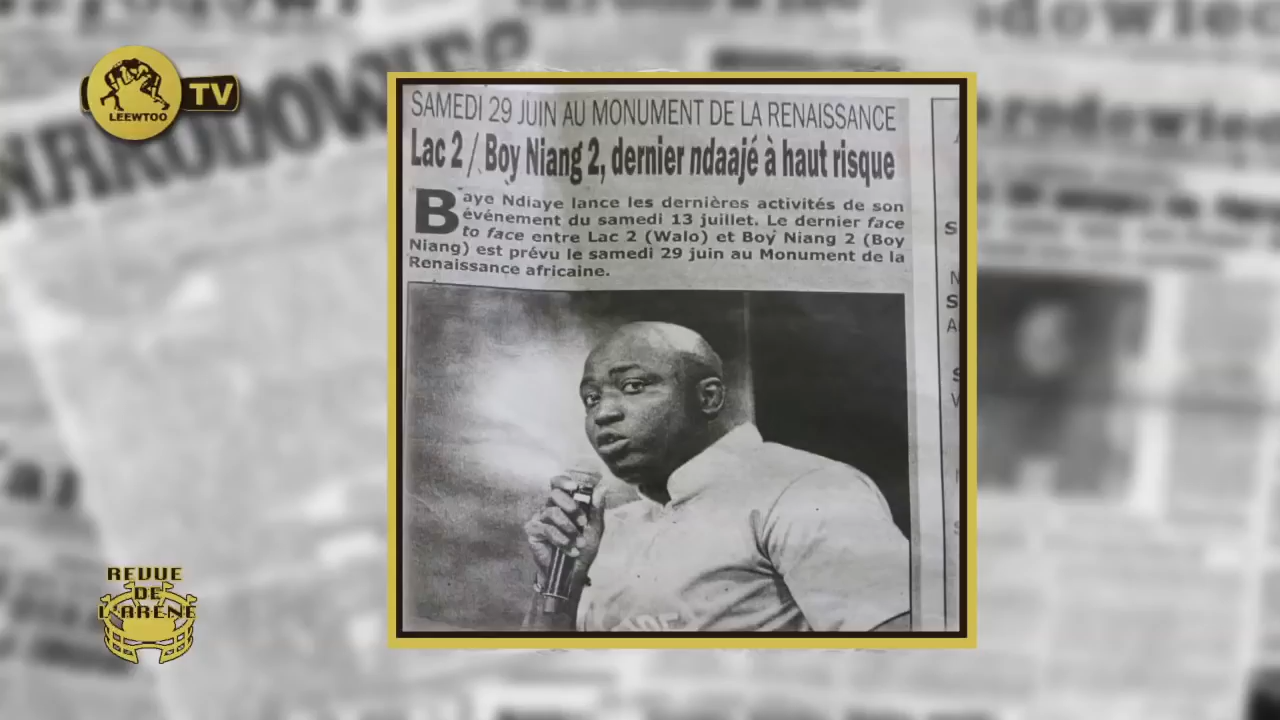 LEEWTOO
TV
SAMEDI 29 JUIN AU MONUMENT DE LA RENAISSANCE
Lac 2 / Boy Niang 2, dernier ndaajé à haut risque
Baye Ndiaye lance les dernières activités de son
événement du samedi 13 juillet. Le dernier face
to face entre Lac 2 (Walo) et Boy Niang 2 (Boy
Niang) est prévu le samedi 29 juin au Monument de la
Renaissance africaine.
REVUE
DE
L'ARÈNE